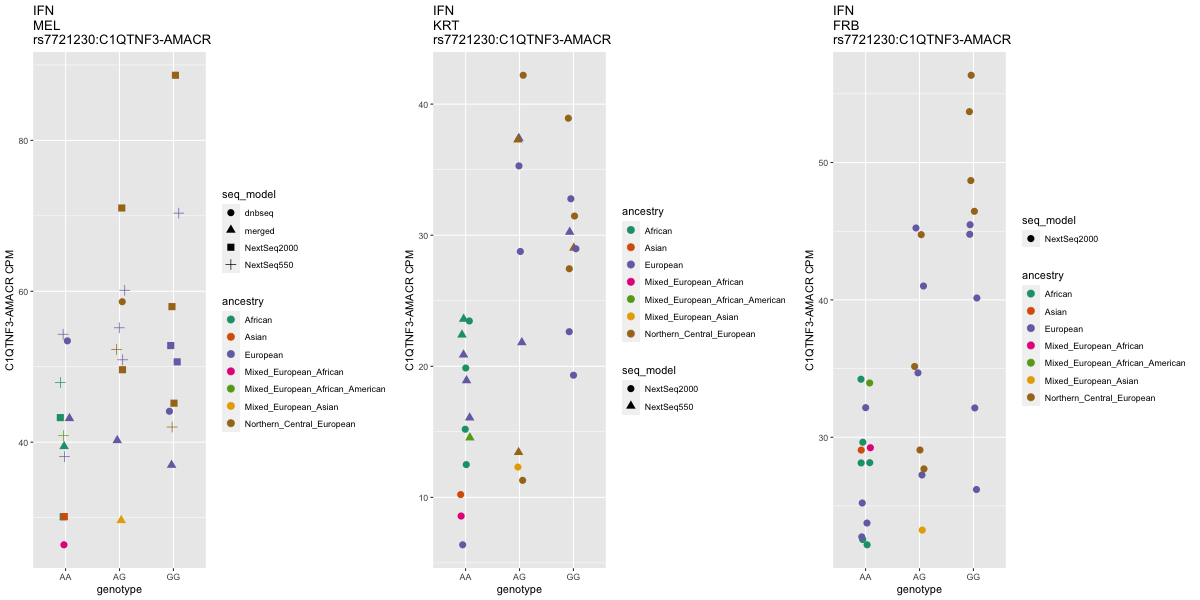 IFN
MEL
rs7721230:C1QTNF3-AMACR
C1QTNF3-AMACR CPM
80
60
40
AA
AG
GG
genotype
seq_model
dnbseq
merged
NextSeq2000
NextSeq550
ancestry
African
Asian
European
Mixed_European_African
Mixed_European_African_American
Mixed_European_Asian
Northern_Central_European
IFN
KRT
rs7721230:C1QTNF3-AMACR
C1QTNF3-AMACR CPM
40
30
20
10
AA
AG
GG
genotype
ancestry
African
Asian
European
Mixed_European_African
Mixed_European_African_American
Mixed_European_Asian
Northern_Central_European
seq_model
NextSeq2000
NextSeq550
IFN
FRB
rs7721230:C1QTNF3-AMACR
C1QTNF3-AMACR CPM
50
40
30
AA
AG
GG
genotype
seq_model
NextSeq2000
ancestry
African
Asian
European
Mixed_European_African
Mixed_European_African_American
Mixed_European_Asian
Northern_Central_European